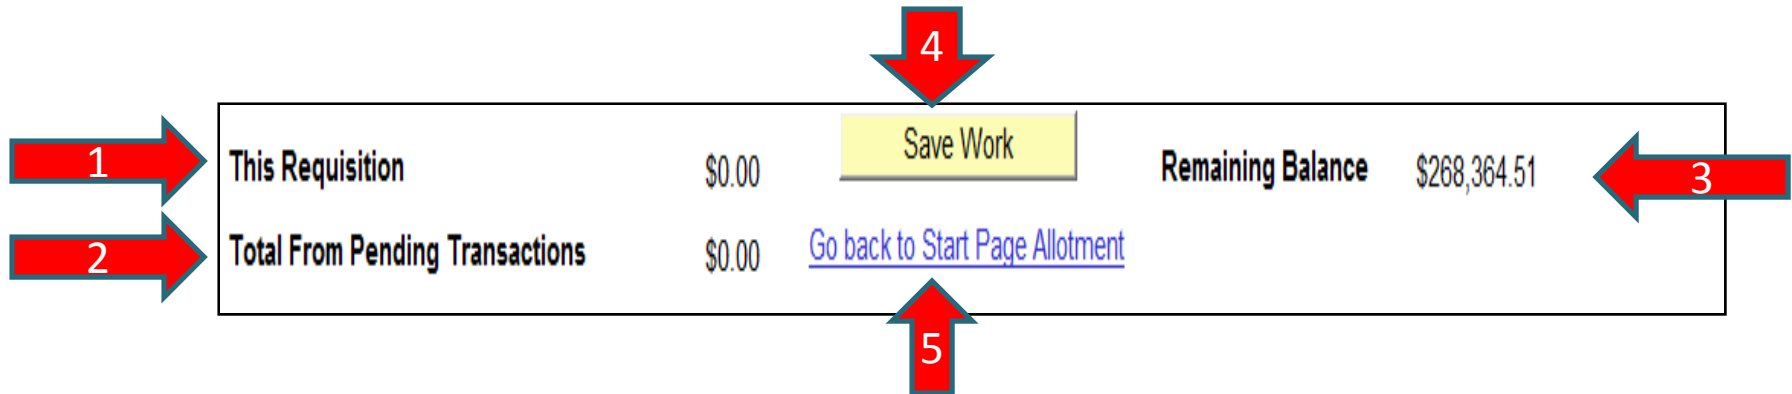 4
1 This Requisition $0.00 Save Work Remaining Balance $268,364.51 3
2 Total From Pending Transactions $0.00 Go back to Start Page Allotment
5